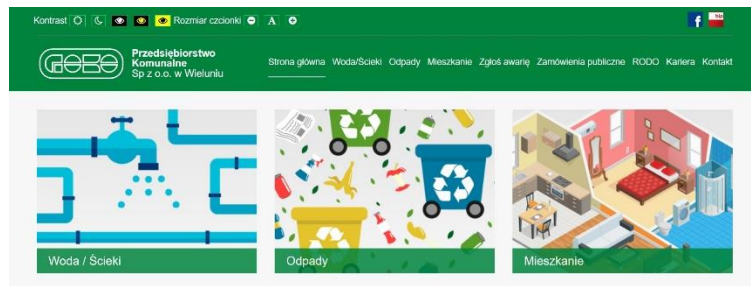 Kontrast
Rozmiar czcionki
A
bip
Przedsiębiorstwo
Komunalne
Sp z o.o. w Wieluniu
Strona główna Woda/Ścieki Odpady Mieszkanie Zgłoś awarię Zamówienia publiczne RODO Kariera Kontakt
Woda / Ścieki
Odpady
Mieszkanie